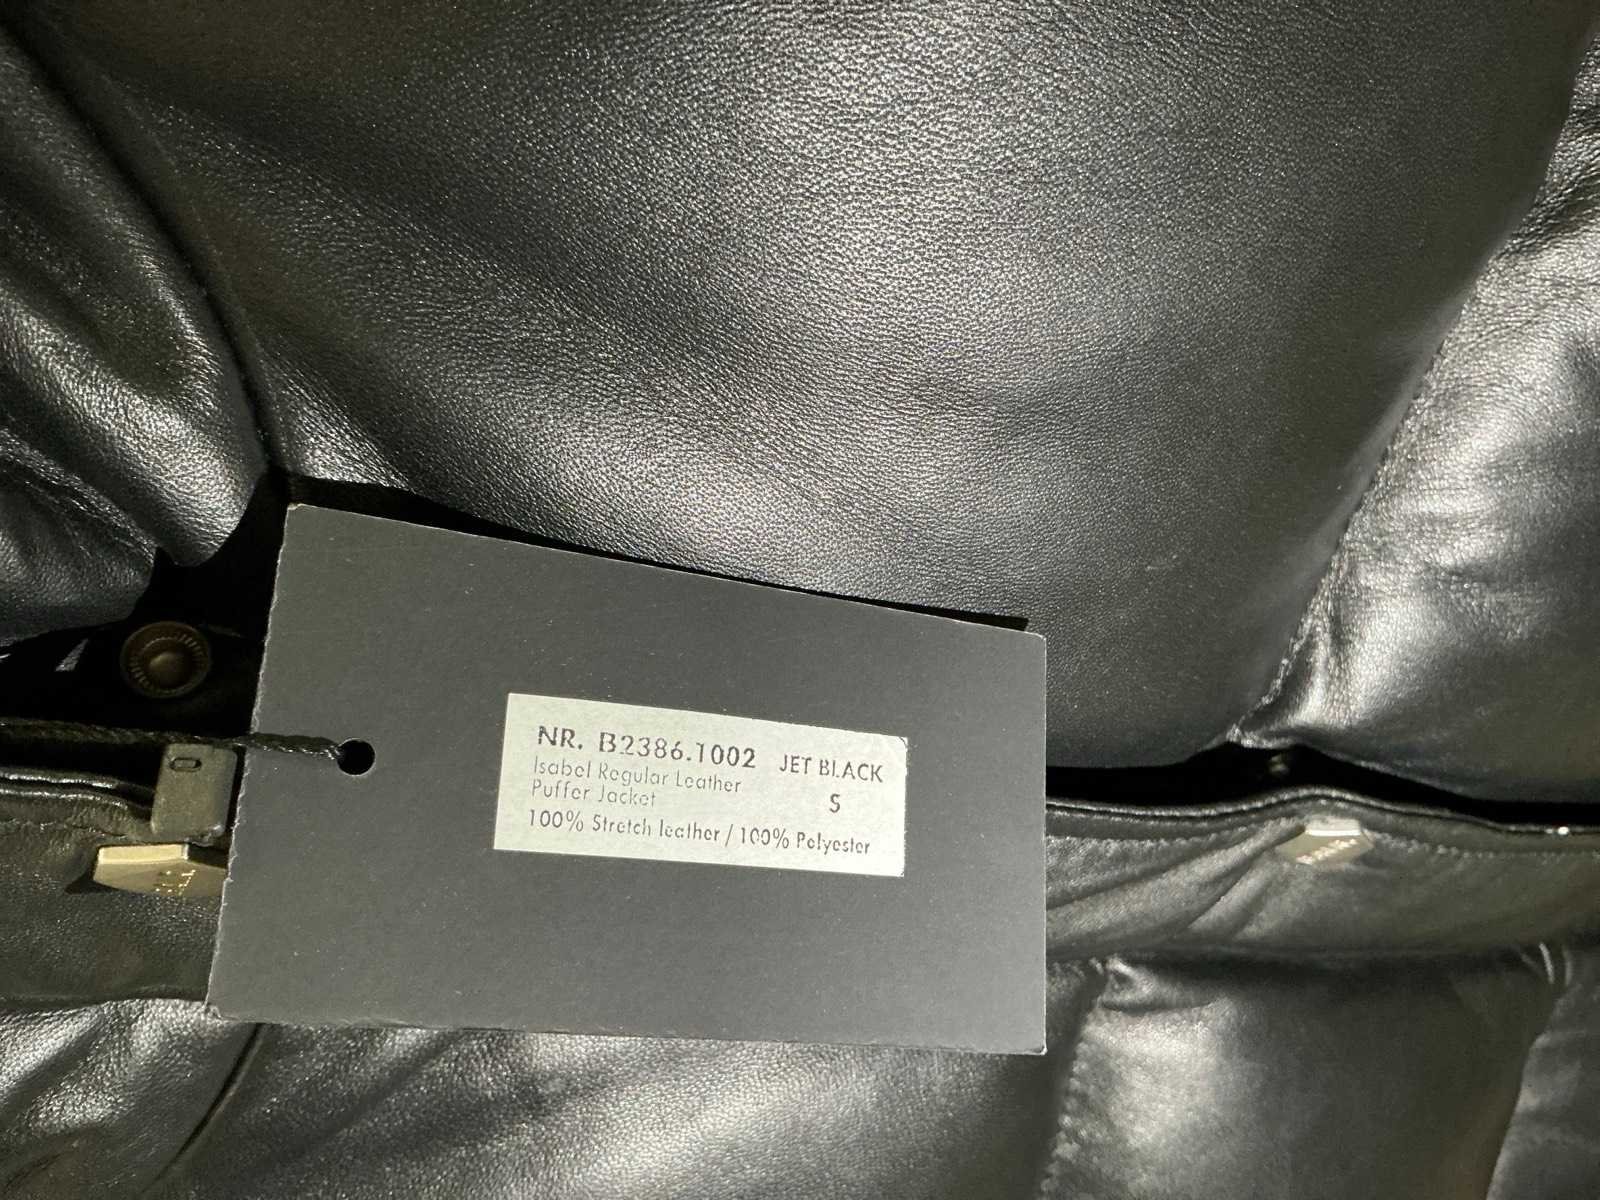 NR. B2386.1002 JET BLACK
Isabel Regular Leather
Puffer Jacket S
100% Stretch leather / 100% Polyester